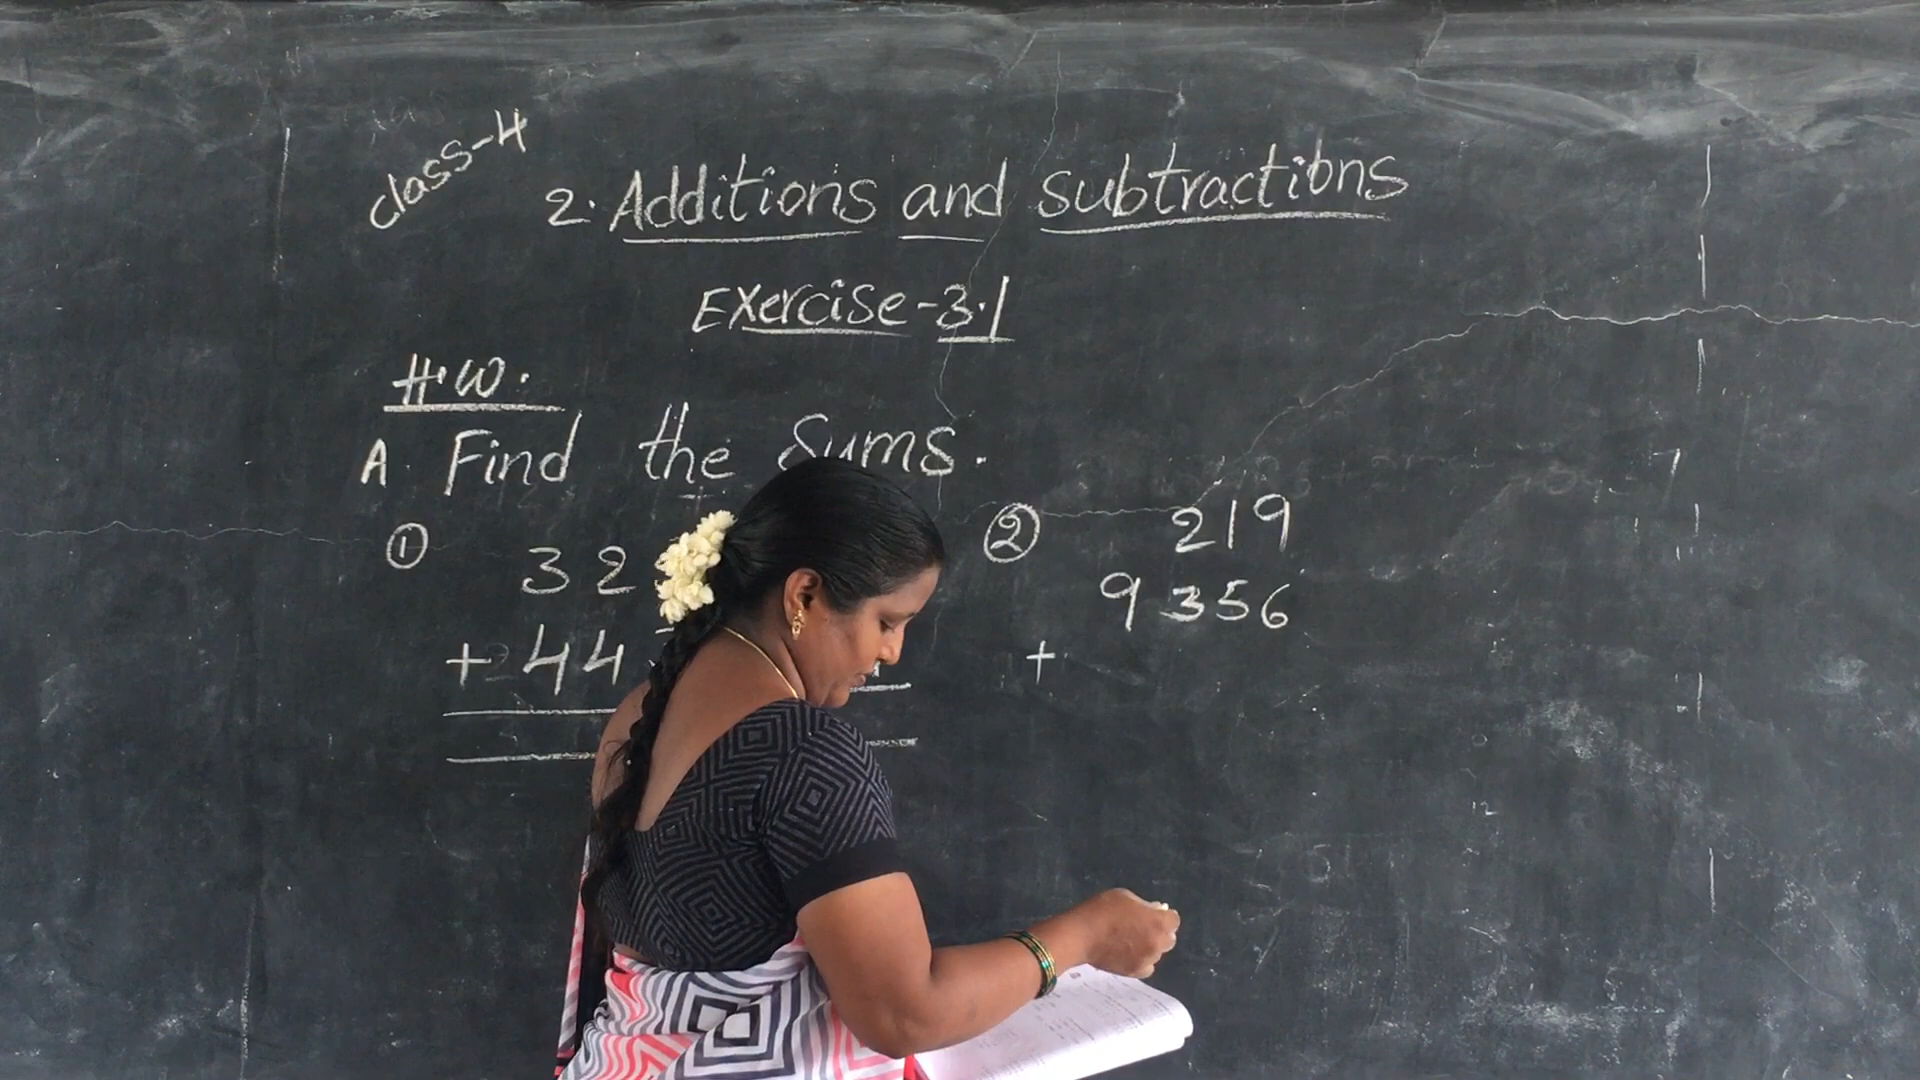 class-4
2. Additions and subtractions
Exercise-3.1
H.W.
A. Find the Sums.
① 32
+ 44
② 219
9356
+